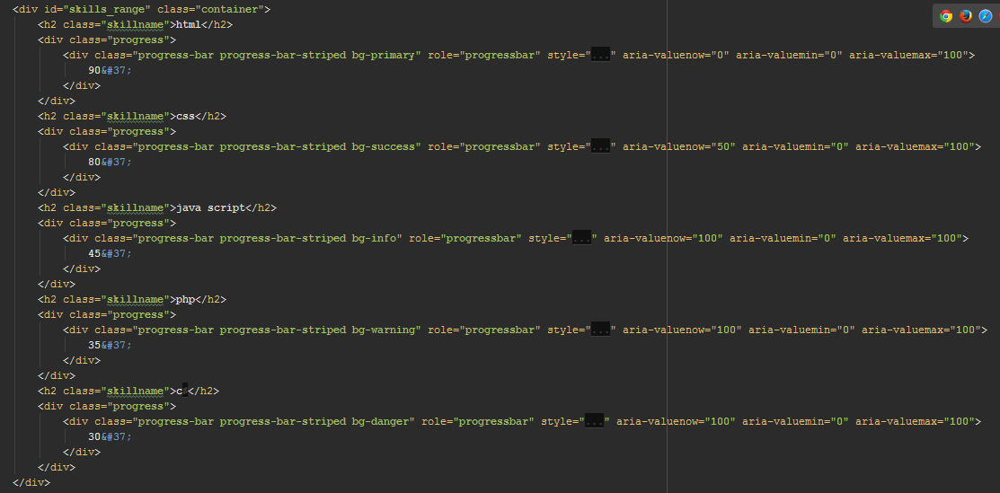 <div id="skills_range" class="container">
<h2 class="skillname">html</h2>
<div class="progress">
<div class="progress-bar progress-bar-striped bg-primary" role="progressbar" style="..." aria-valuenow="0" aria-valuemin="0" aria-valuemax="100">
90&#37;
</div>
</div>
<h2 class="skillname">css</h2>
<div class="progress">
<div class="progress-bar progress-bar-striped bg-success" role="progressbar" style="..." aria-valuenow="50" aria-valuemin="0" aria-valuemax="100">
80&#37;
</div>
</div>
<h2 class="skillname">java script</h2>
<div class="progress">
<div class="progress-bar progress-bar-striped bg-info" role="progressbar" style="..." aria-valuenow="100" aria-valuemin="0" aria-valuemax="100">
45&#37;
</div>
</div>
<h2 class="skillname">php</h2>
<div class="progress">
<div class="progress-bar progress-bar-striped bg-warning" role="progressbar" style="..." aria-valuenow="100" aria-valuemin="0" aria-valuemax="100">
35&#37;
</div>
</div>
<h2 class="skillname">c</h2>
<div class="progress">
<div class="progress-bar progress-bar-striped bg-danger" role="progressbar" style="..." aria-valuenow="100" aria-valuemin="0" aria-valuemax="100">
30&#37;
</div>
</div>
</div>